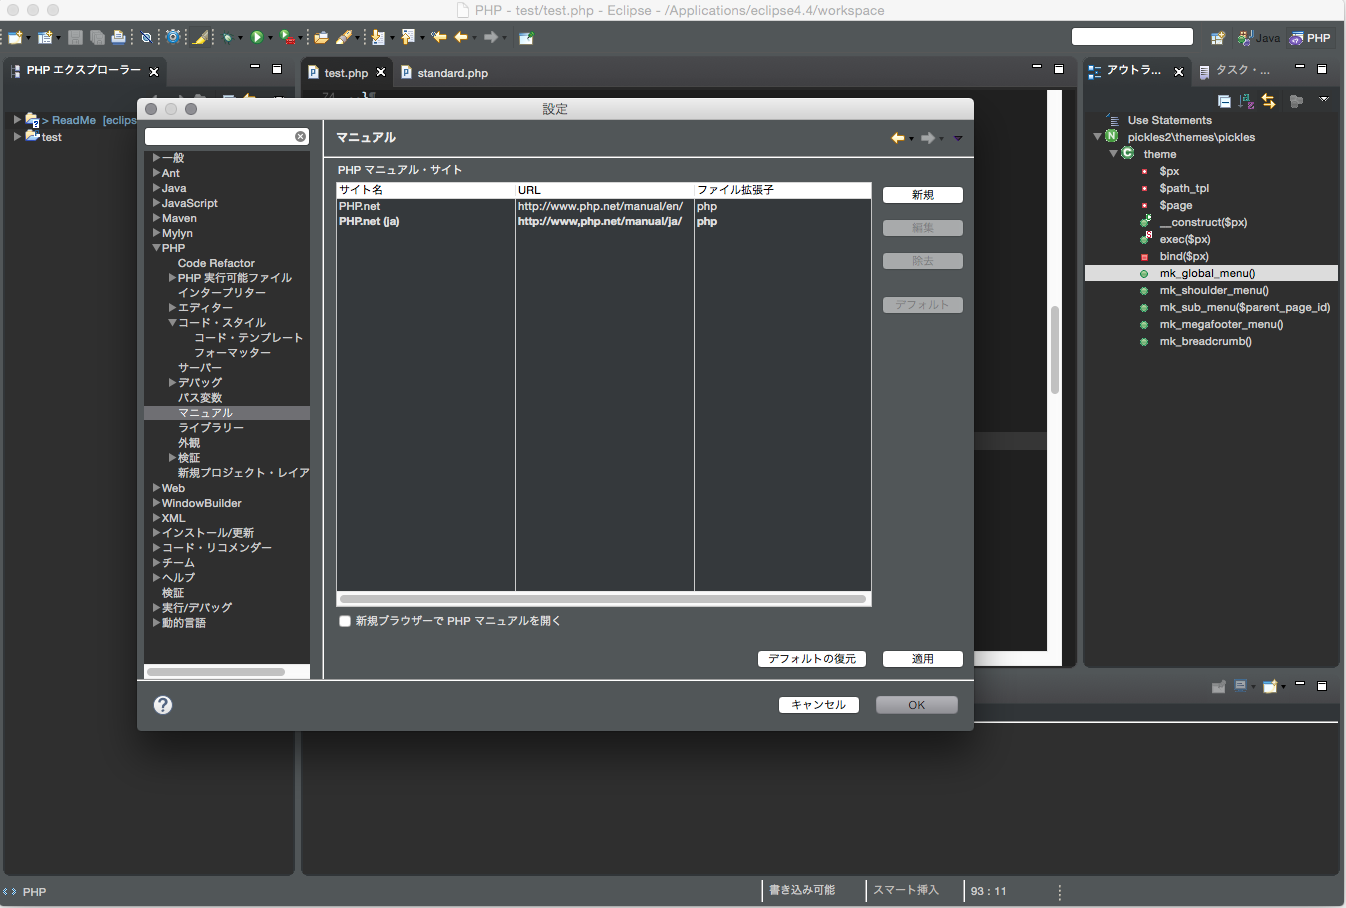 PHP - test/test.php - Eclipse - /Applications/eclipse4.4/workspace
Java
PHP
PHP エクスプローラー
test.php
standard.php
アウトラ...
タスク・...
74
> ReadMe [eclips
test
設定
マニュアル
一般
Ant
Java
JavaScript
Maven
Mylyn
PHP
Code Refactor
PHP 実行可能ファイル
インタープリター
エディター
コード・スタイル
コード・テンプレート
フォーマッター
サーバー
デバッグ
パス変数
マニュアル
ライブラリー
外観
検証
新規プロジェクト・レイア
Web
WindowBuilder
XML
インストール/更新
コード・リコメンダー
チーム
ヘルプ
検証
実行/デバッグ
動的言語
PHP マニュアル・サイト
サイト名 URL ファイル拡張子
PHP.net http://www.php.net/manual/en/ php
PHP.net (ja) http://www,php.net/manual/ja/ php
新規
編集
除去
デフォルト
新規ブラウザーで PHP マニュアルを開く
デフォルトの復元
適用
キャンセル
OK
Use Statements
pickles2\themes\pickles
theme
$px
$path_tpl
$page
__construct($px)
exec($px)
bind($px)
mk_global_menu()
mk_shoulder_menu()
mk_sub_menu($parent_page_id)
mk_megafooter_menu()
mk_breadcrumb()
PHP
書き込み可能
スマート挿入
93 : 11